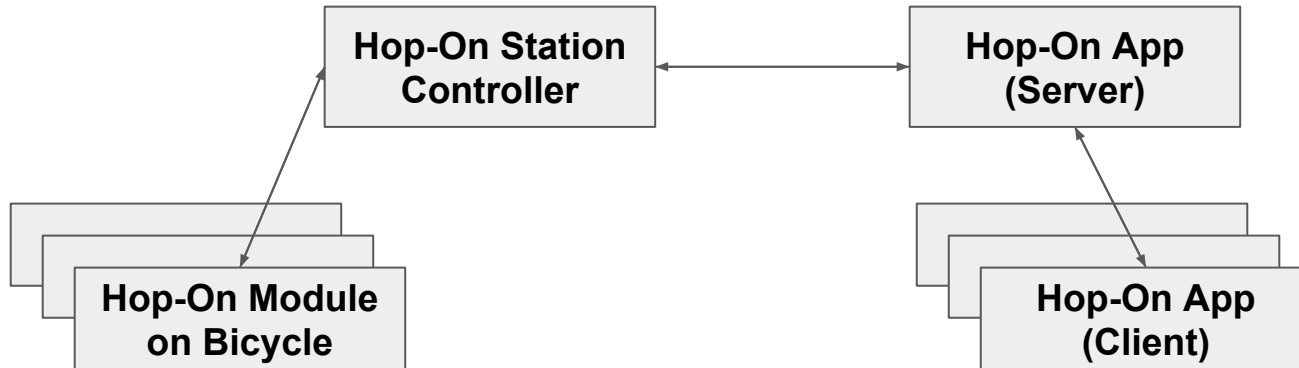 Hop-On Station
Controller
Hop-On App
(Server)
Hop-On Module
on Bicycle
Hop-On App
(Client)